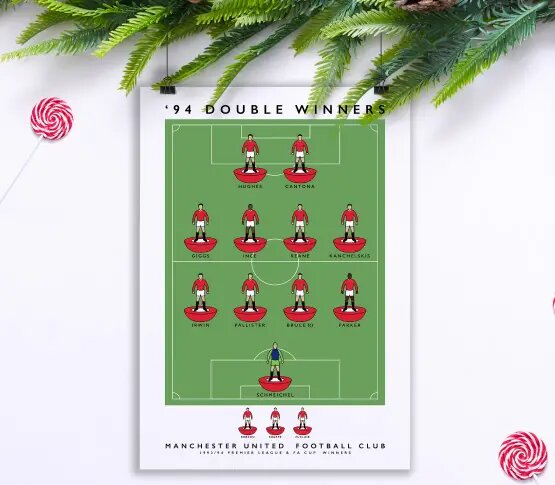 '94 DOUBLE WINNERS
HUGHES CANTONA
GIGGS INCE KEANE KANCHELSKIS
IRWIN PALLISTER BRUCE (c) PARKER
SCHMEICHEL
MANCHESTER UNITED FOOTBALL CLUB
1993/94 PREMIER LEAGUE & FA CUP WINNERS